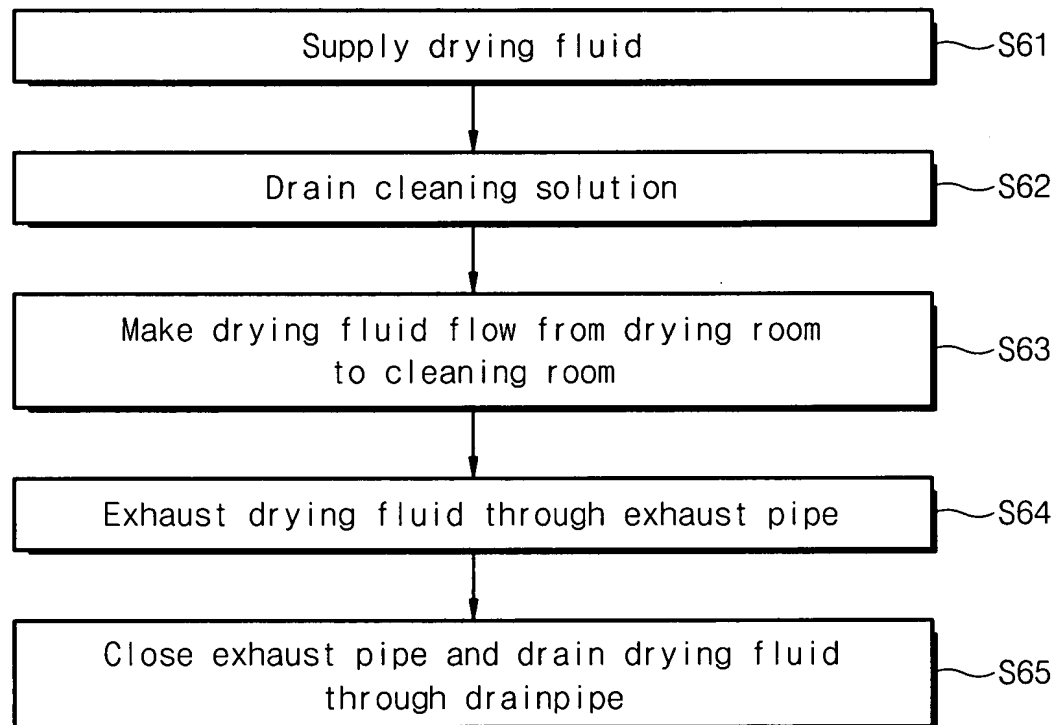 Supply drying fluid
S61
Drain cleaning solution
S62
Make drying fluid flow from drying room
to cleaning room
S63
Exhaust drying fluid through exhaust pipe
S64
Close exhaust pipe and drain drying fluid
through drainpipe
S65